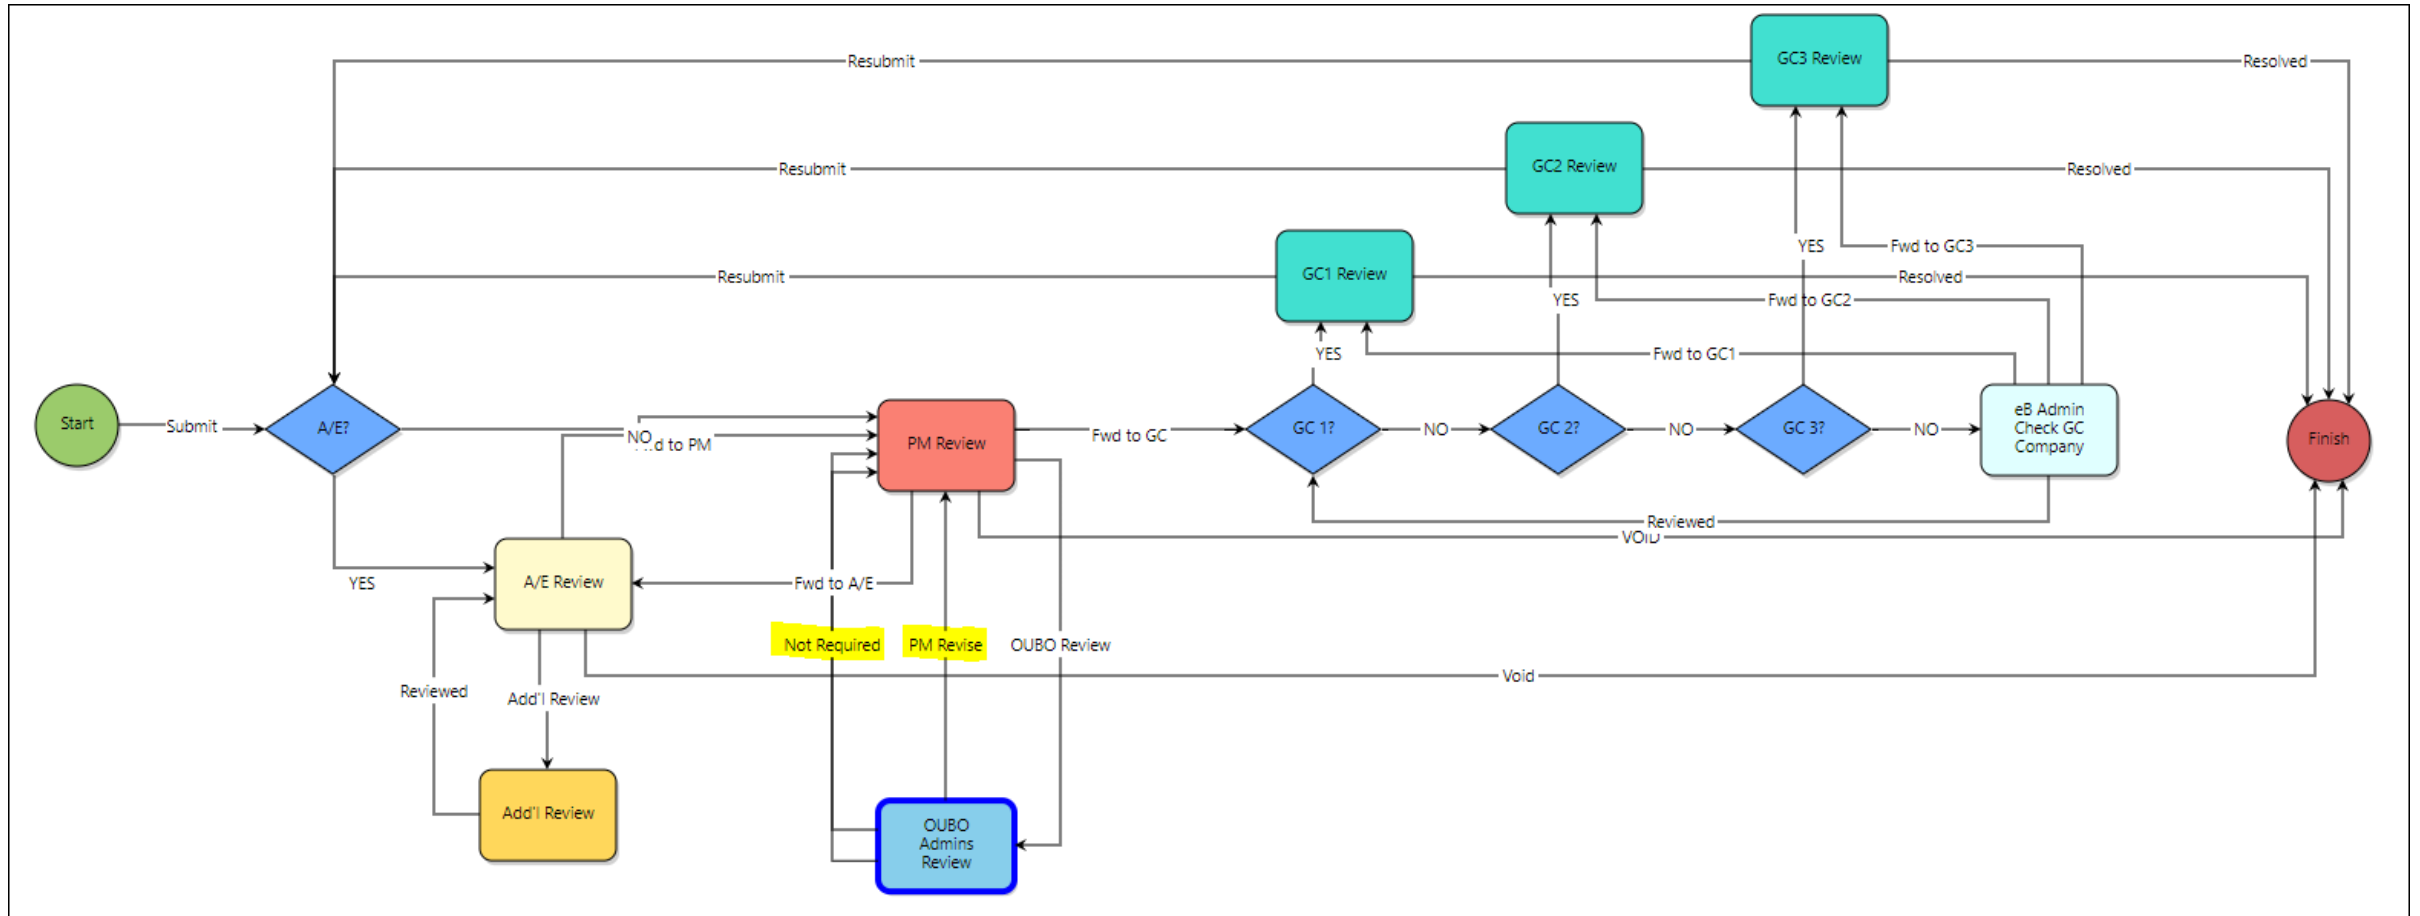 GC3 Review
Resubmit
Resolved
GC2 Review
Resubmit
Resolved
YES
Fwd to GC3
GC1 Review
Resubmit
Resolved
YES
Fwd to GC2
YES
Fwd to GC1
Start
Submit
A/E?
NO
d to PM
PM Review
Fwd to GC
GC 1?
NO
GC 2?
NO
GC 3?
NO
eB Admin
Check GC
Company
Finish
Reviewed
VOID
YES
A/E Review
Fwd to A/E
Not Required
PM Revise
OUBO Review
Void
Reviewed
Add'l Review
Add'l Review
OUBO
Admins
Review